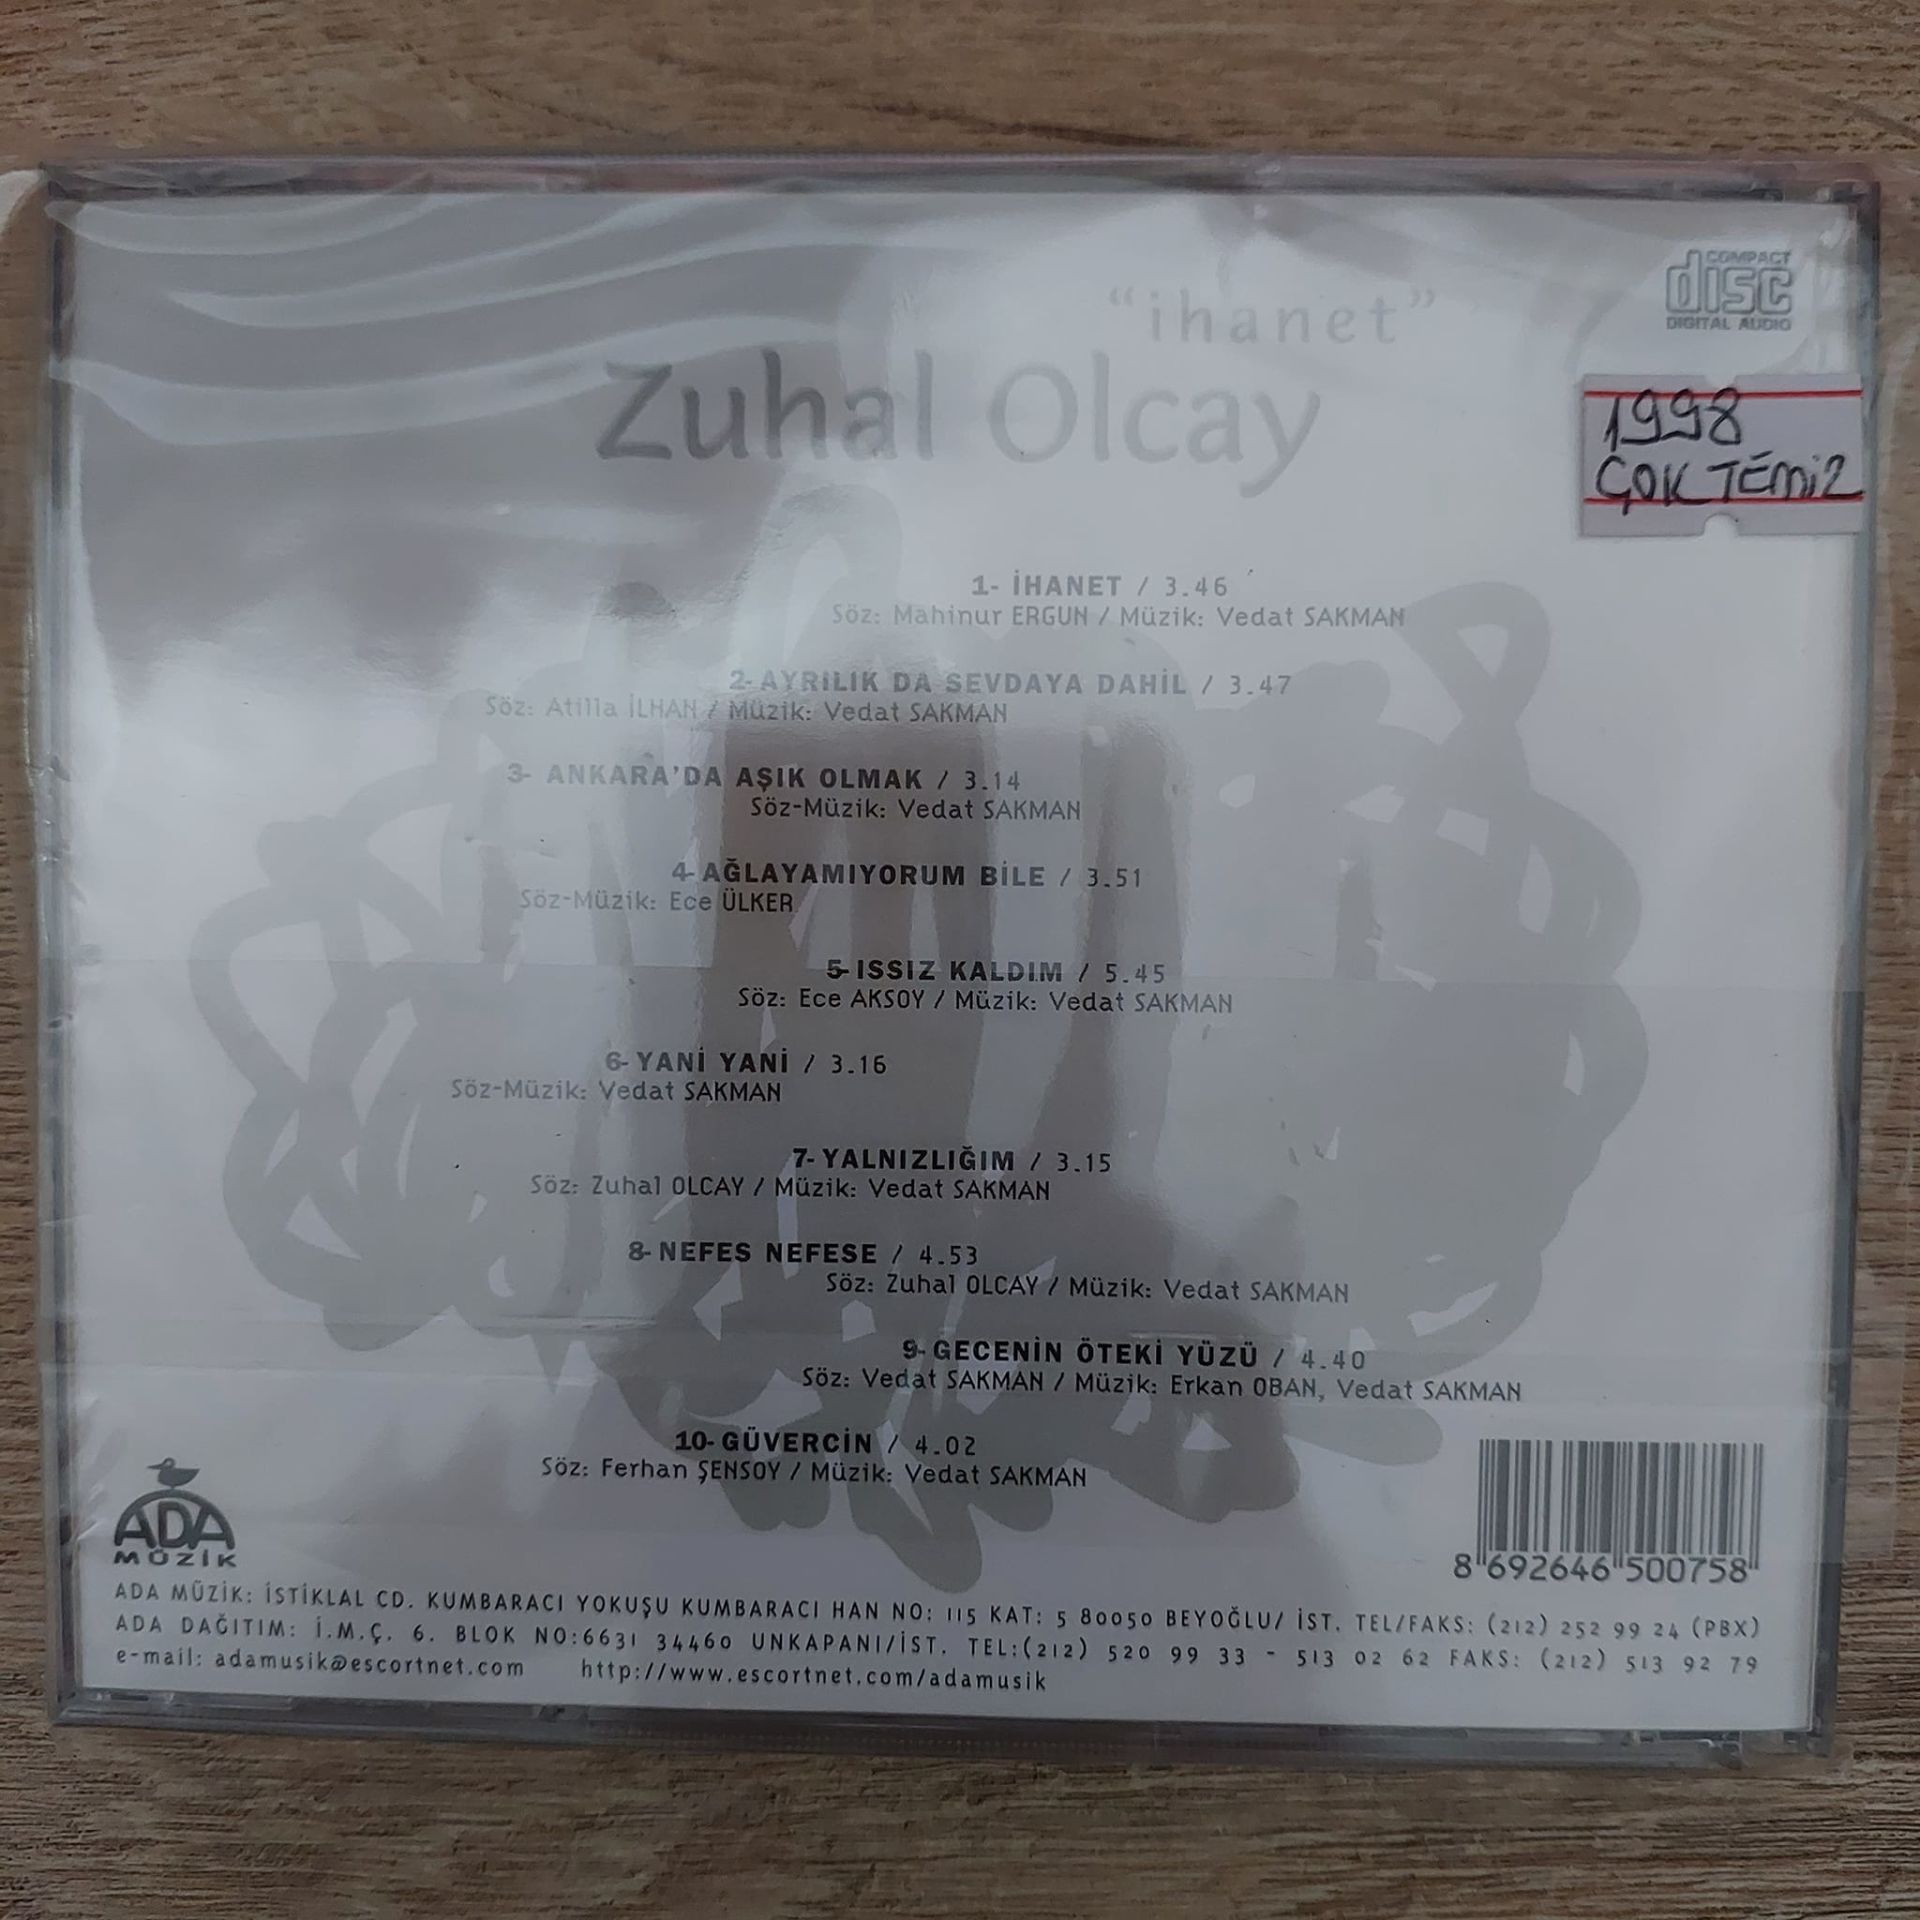 COMPACT
disc
DIGITAL AUDIO
“ihanet”
Zuhal Olcay
1998
ÇOK TEMiZ
1- İHANET / 3.46
Söz: Mahinur ERGUN / Müzik: Vedat SAKMAN
2- AYRILIK DA SEVDAYA DAHİL / 3.47
Söz: Atilla İLHAN / Müzik: Vedat SAKMAN
3- ANKARA'DA AŞIK OLMAK / 3.14
Söz-Müzik: Vedat SAKMAN
4- AĞLAYAMIYORUM BİLE / 3.51
Söz-Müzik: Ece ÜLKER
5- ISSIZ KALDIM / 5.45
Söz: Ece AKSOY / Müzik: Vedat SAKMAN
6- YANİ YANİ / 3.16
Söz-Müzik: Vedat SAKMAN
7- YALNIZLIĞIM / 3.15
Söz: Zuhal OLCAY / Müzik: Vedat SAKMAN
8- NEFES NEFESE / 4.53
Söz: Zuhal OLCAY / Müzik: Vedat SAKMAN
9- GECENİN ÖTEKİ YÜZÜ / 4.40
Söz: Vedat SAKMAN / Müzik: Erkan OBAN, Vedat SAKMAN
10- GÜVERCİN / 4.02
Söz: Ferhan ŞENSOY / Müzik: Vedat SAKMAN
ADA
MÜZİK
8 692646 500758
ADA MÜZİK: İSTİKLAL CD. KUMBARACI YOKUŞU KUMBARACI HAN NO: 115 KAT: 5 80050 BEYOĞLU/ İST. TEL/FAKS: (212) 252 99 24 (PBX)
ADA DAĞITIM: İ.M.Ç. 6. BLOK NO:6631 34460 UNKAPANI/İST. TEL:(212) 520 99 33 - 513 02 62 FAKS: (212) 513 92 79
e-mail: adamusik@escortnet.com http://www.escortnet.com/adamusik